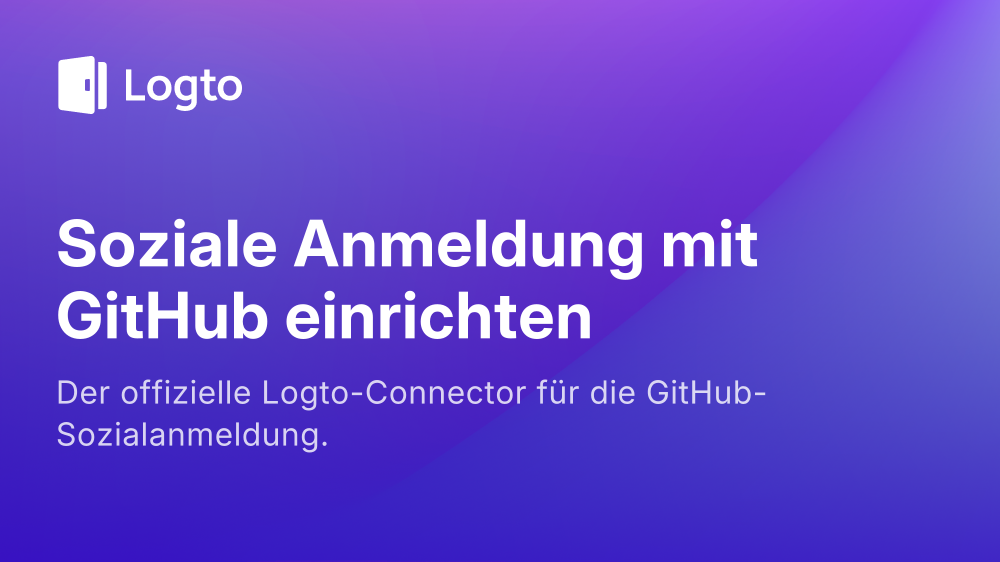 Logto
Soziale Anmeldung mit
GitHub einrichten
Der offizielle Logto-Connector für die GitHub-
Sozialanmeldung.